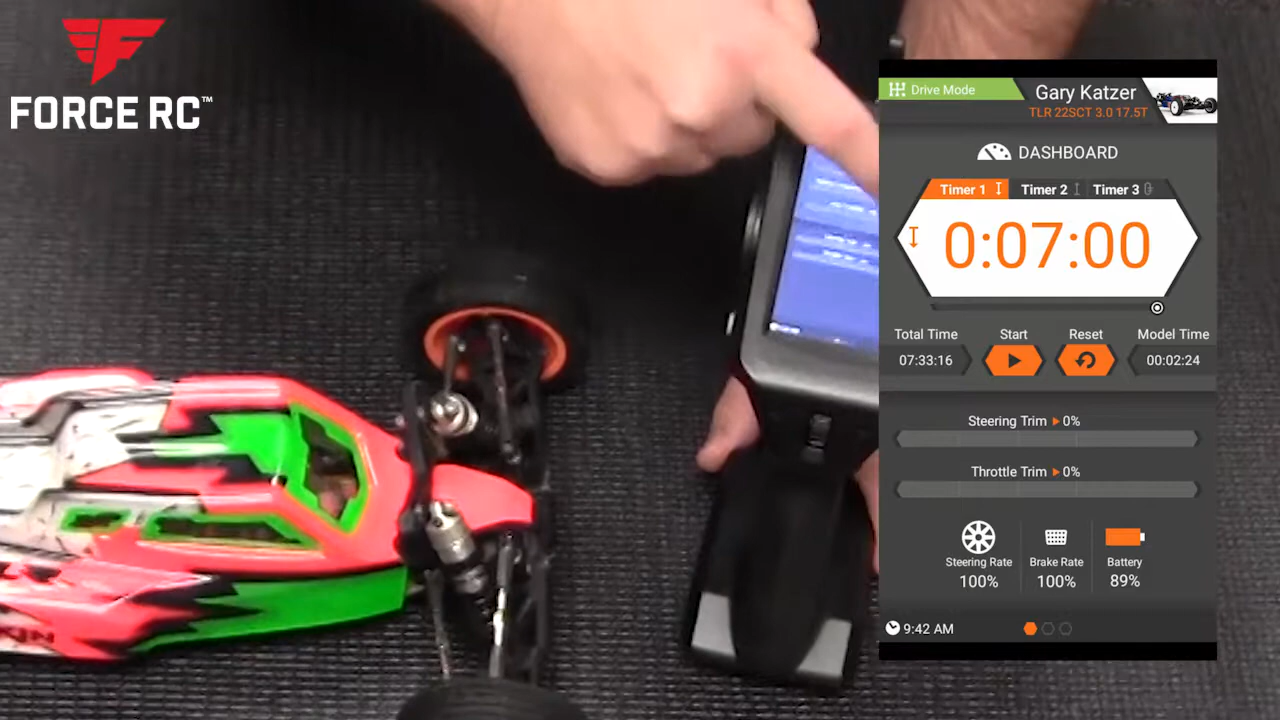 FORCE RC™
Drive Mode
Gary Katzer
TLR 22SCT 3.0 17.5T
DASHBOARD
Timer 1 Timer 2 Timer 3
0:07:00
Total Time Start Reset Model Time
07:33:16 00:02:24
Steering Trim 0%
Throttle Trim 0%
Steering Rate Brake Rate Battery
100% 100% 89%
9:42 AM